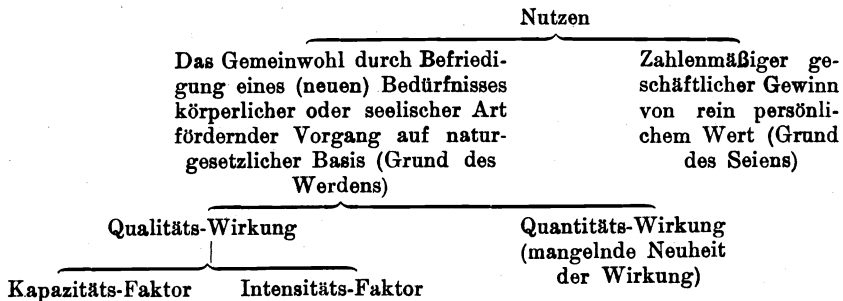 Nutzen
Das Gemeinwohl durch Befriedi-
gung eines (neuen) Bedürfnisses
körperlicher oder seelischer Art
fördernder Vorgang auf natur-
gesetzlicher Basis (Grund des
Werdens)
Zahlenmäßiger ge-
schäftlicher Gewinn
von rein persönli-
chem Wert (Grund
des Seiens)
Qualitäts-Wirkung
Quantitäts-Wirkung
(mangelnde Neuheit
der Wirkung)
Kapazitäts-Faktor
Intensitäts-Faktor